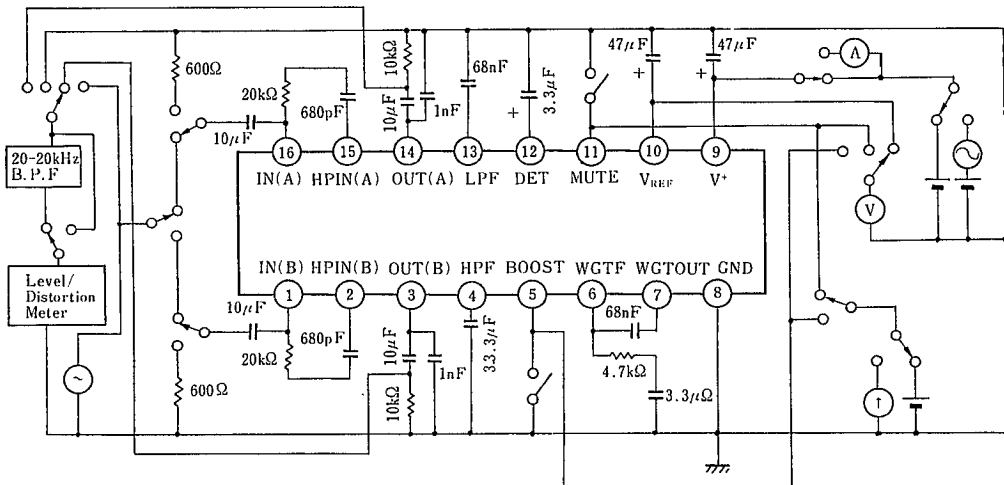 10kΩ
47μF
47μF
A
600Ω
68nF
3.3μF
+
+
+
20kΩ
680pF
10μF
1nF
10μF
16
15
14
13
12
11
10
9
IN(A)
HPIN(A)
OUT(A)
LPF
DET
MUTE
VREF
V+
20-20kHz
B.P.F
V
Level/
Distortion
Meter
~
IN(B)
HPIN(B)
OUT(B)
HPF
BOOST
WGTF
WGTOUT
GND
1
2
3
4
5
6
7
8
10μF
680pF
20kΩ
10μF
1nF
3.3.3μF
68nF
4.7kΩ
3.3μΩ
600Ω
10kΩ
↑